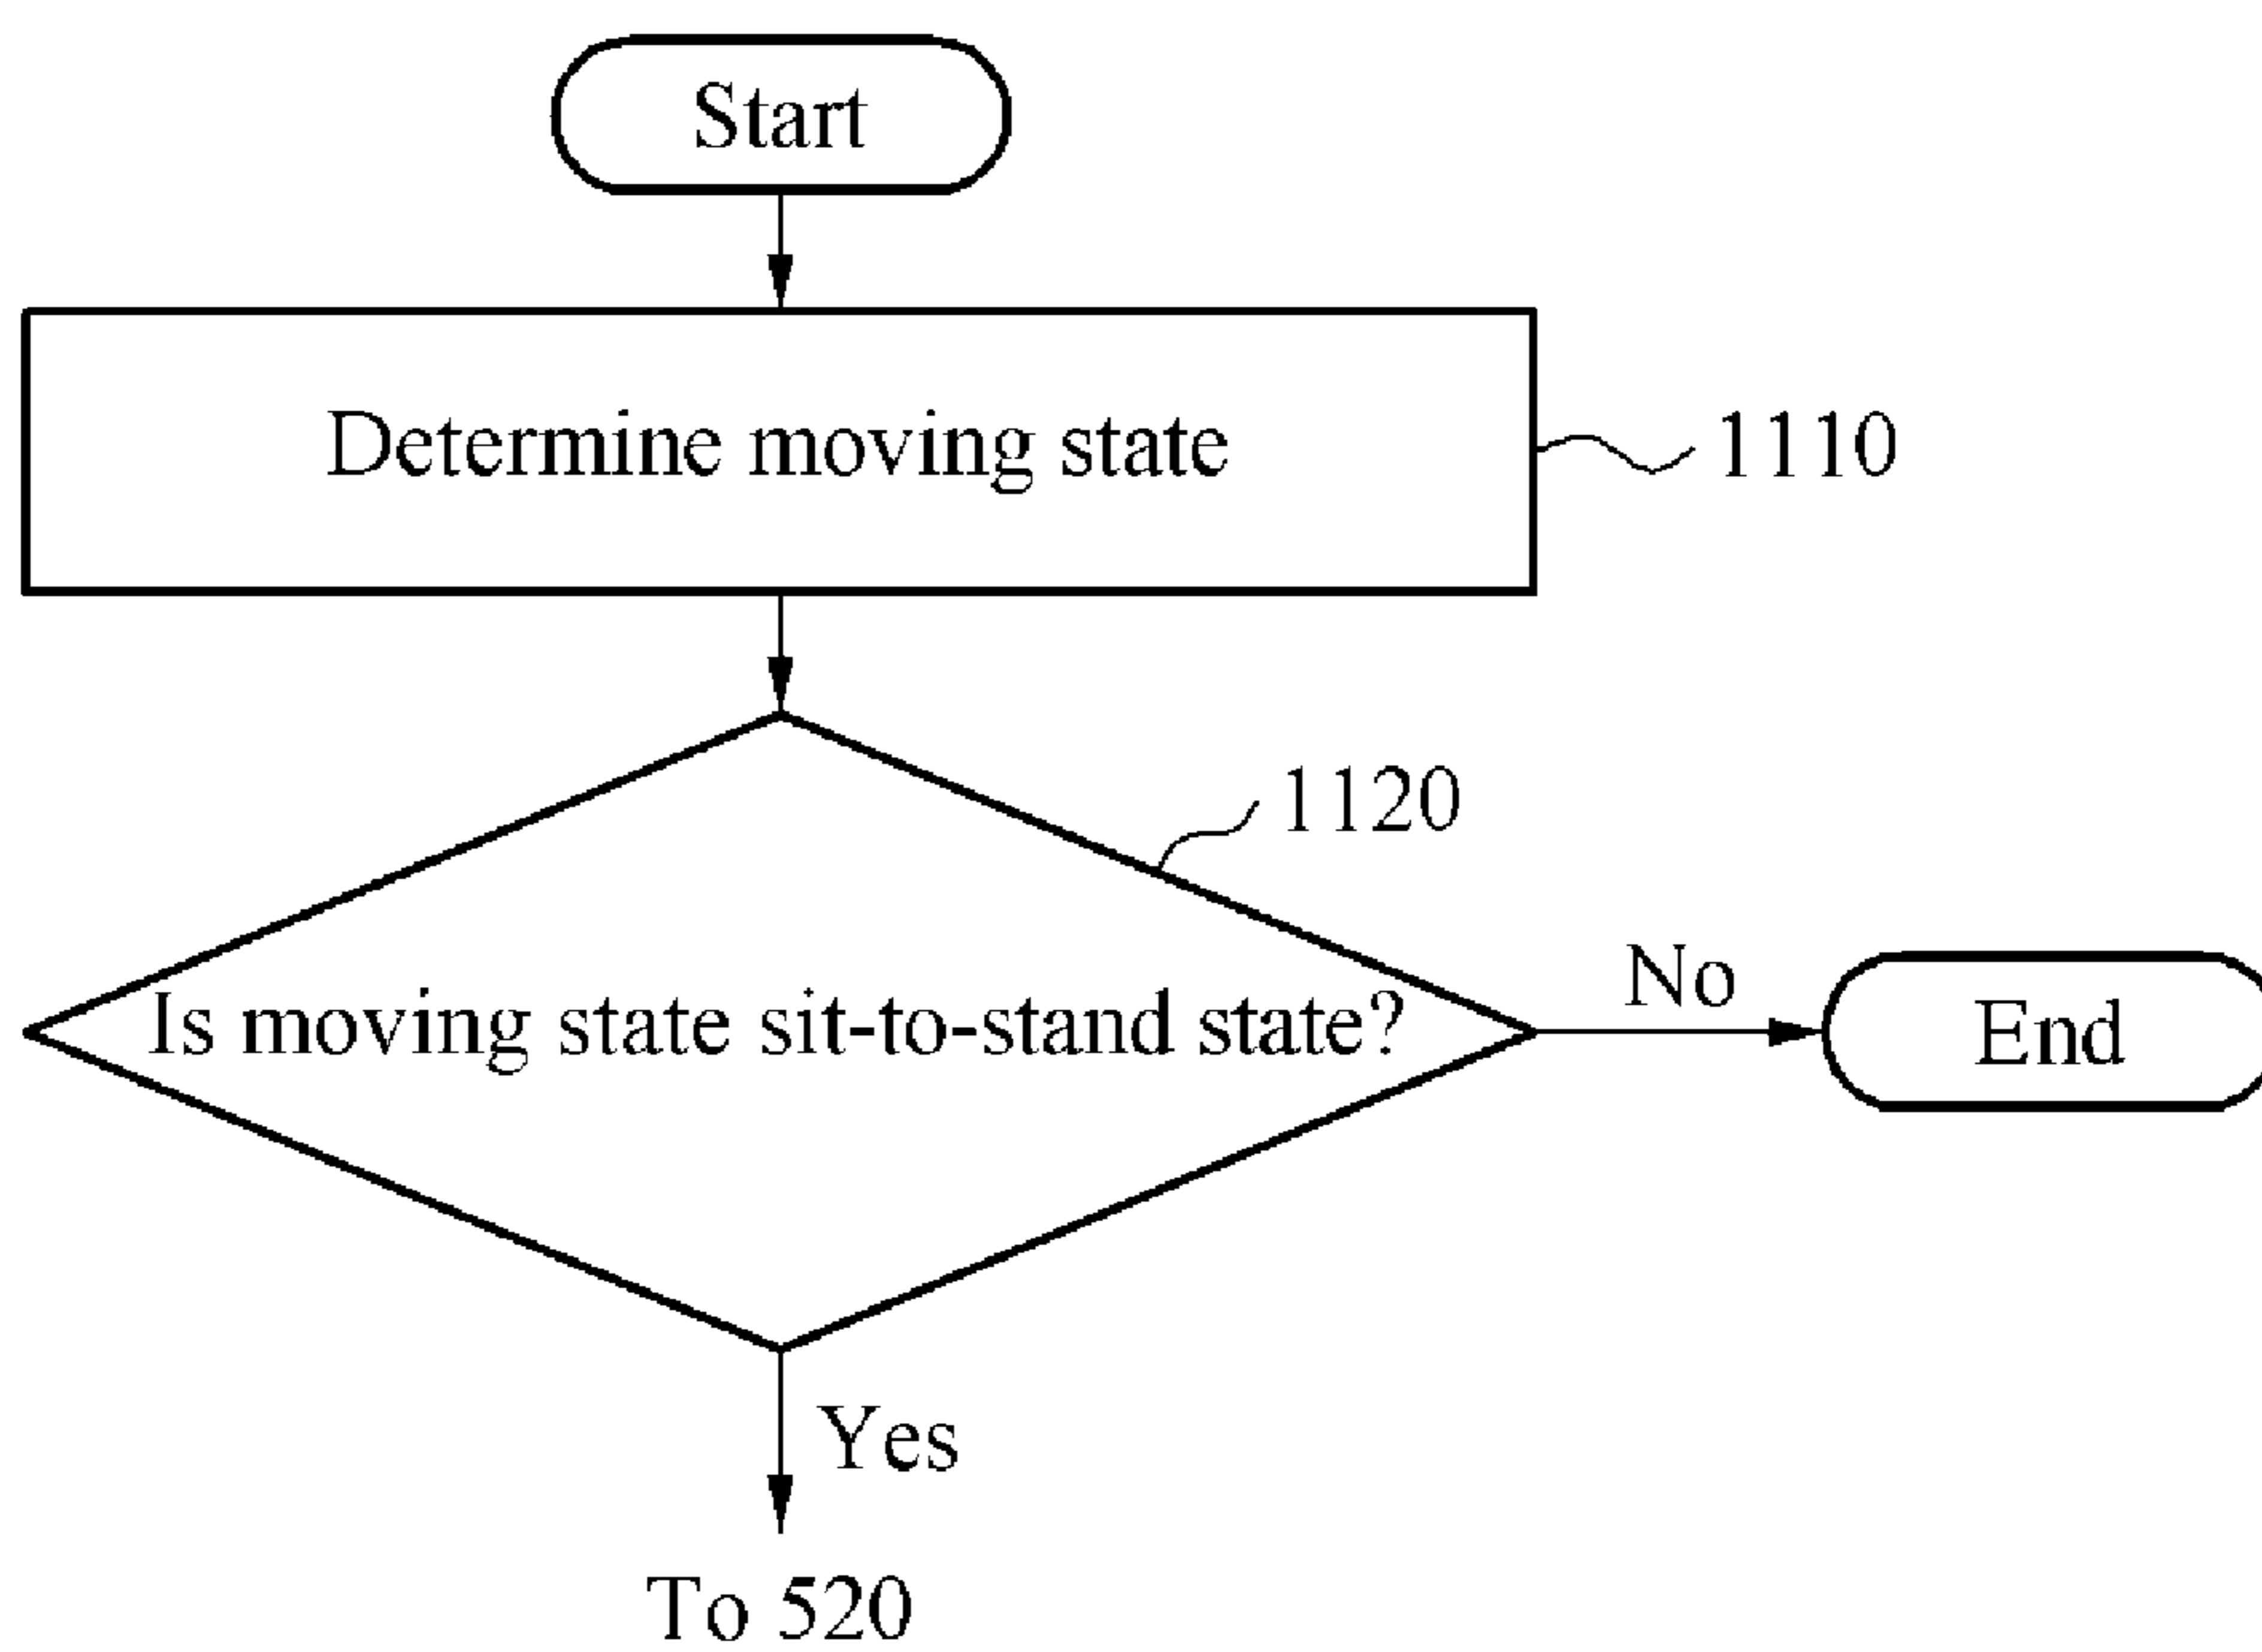 Start
Determine moving state
1110
1120
Is moving state sit-to-stand state?
No
End
Yes
To 520